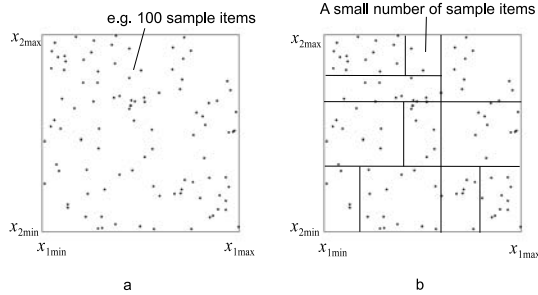 e.g. 100 sample items
A small number of sample items
x2max
x2max
x2min
x2min
x1min
x1max
x1min
x1max
a
b